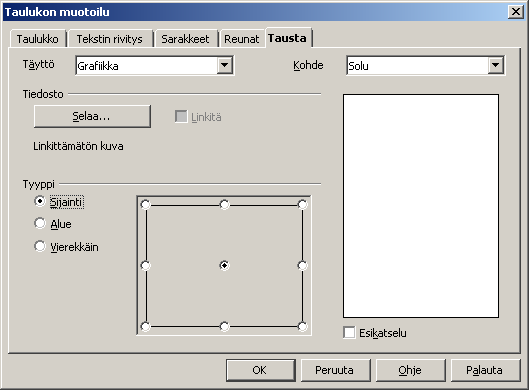 Taulukon muotoilu
Taulukko Tekstin rivitys Sarakkeet Reunat Tausta
Täyttö Grafiikka Kohde Solu
Tiedosto
Selaa... Linkitä
Linkittämätön kuva
Tyyppi
Sijainti
Alue
Vierekkäin
Esikatselu
OK Peruuta Ohje Palauta